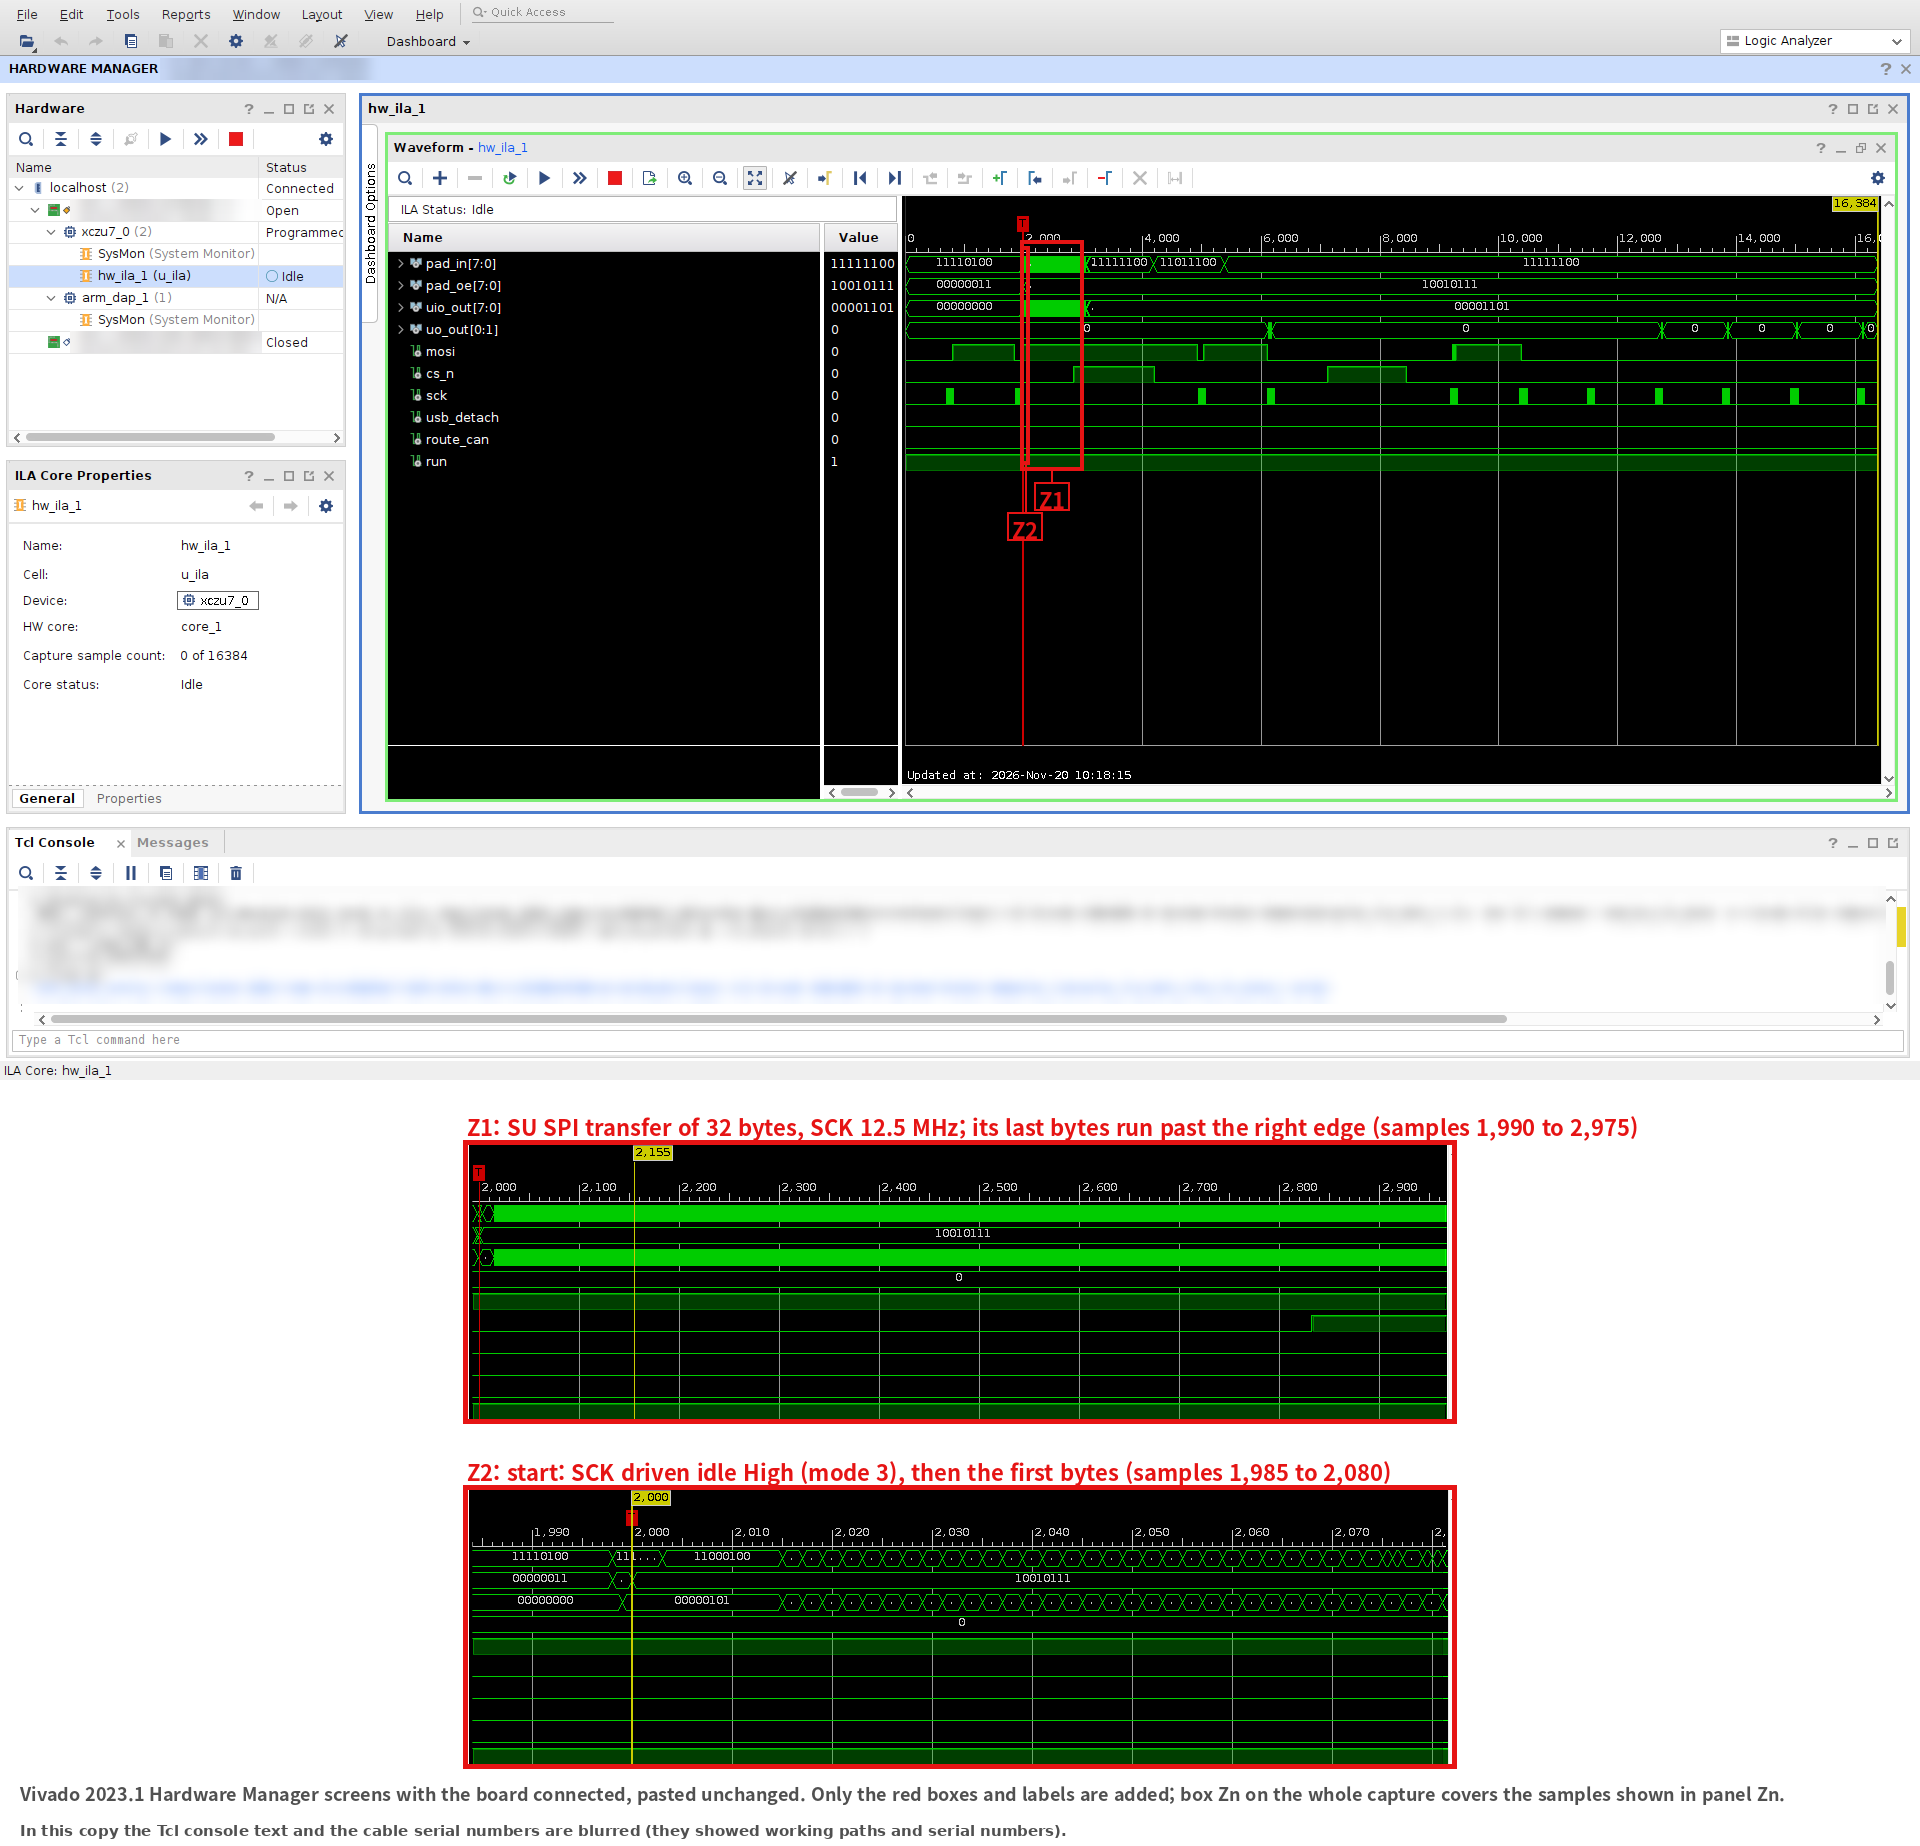 File Edit Tools Reports Window Layout View Help Quick Access
Dashboard Logic Analyzer
HARDWARE MANAGER
Hardware
Name Status
localhost (2) Connected
Open
xczu7_0 (2) Programmed
SysMon (System Monitor)
hw_ila_1 (u_ila) Idle
arm_dap_1 (1) N/A
SysMon (System Monitor)
Closed
ILA Core Properties
hw_ila_1
Name: hw_ila_1
Cell: u_ila
Device: xczu7_0
HW core: core_1
Capture sample count: 0 of 16384
Core status: Idle
General Properties
hw_ila_1
Dashboard Options
Waveform - hw_ila_1
ILA Status: Idle
Name Value
pad_in[7:0] 11111100
pad_oe[7:0] 10010111
uio_out[7:0] 00001101
uo_out[0:1] 0
mosi 0
cs_n 0
sck 0
usb_detach 0
route_can 0
run 1
16,384
T
0 2,000 4,000 6,000 8,000 10,000 12,000 14,000 16,0
11110100 11111100 11011100 11111100
00000011 10010111
00000000 00001101
0 0 0 0 0 0
Z1
Z2
Updated at: 2026-Nov-20 10:18:15
Tcl Console Messages
Type a Tcl command here
ILA Core: hw_ila_1
Z1: SU SPI transfer of 32 bytes, SCK 12.5 MHz; its last bytes run past the right edge (samples 1,990 to 2,975)
2,155
T
2,000 2,100 2,200 2,300 2,400 2,500 2,600 2,700 2,800 2,900
10010111
0
Z2: start: SCK driven idle High (mode 3), then the first bytes (samples 1,985 to 2,080)
2,000
1,990 2,000 2,010 2,020 2,030 2,040 2,050 2,060 2,070 2,
11110100 111... 11000100
00000011 10010111
00000000 00000101
0
Vivado 2023.1 Hardware Manager screens with the board connected, pasted unchanged. Only the red boxes and labels are added; box Zn on the whole capture covers the samples shown in panel Zn.
In this copy the Tcl console text and the cable serial numbers are blurred (they showed working paths and serial numbers).